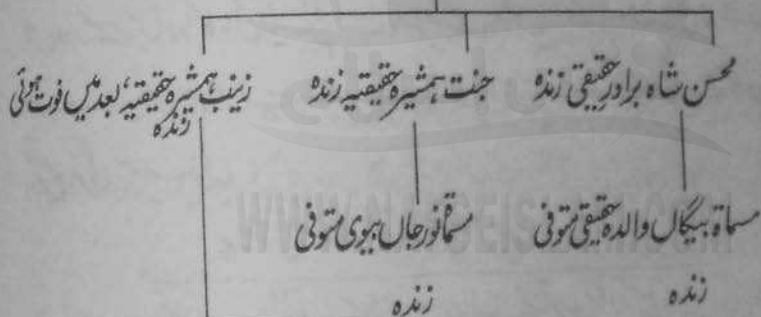 محسن شاہ برادر حقیقی زندہ
جنت ہمشیرہ حقیقیہ زندہ
زینب ہمشیرہ حقیقیہ، بعد میں فوت ہوئی
زندہ
مسماۃ بیگاں والدہ حقیقی متوفی
زندہ
مسماۃ نور جاں بیوی متوفی
زندہ